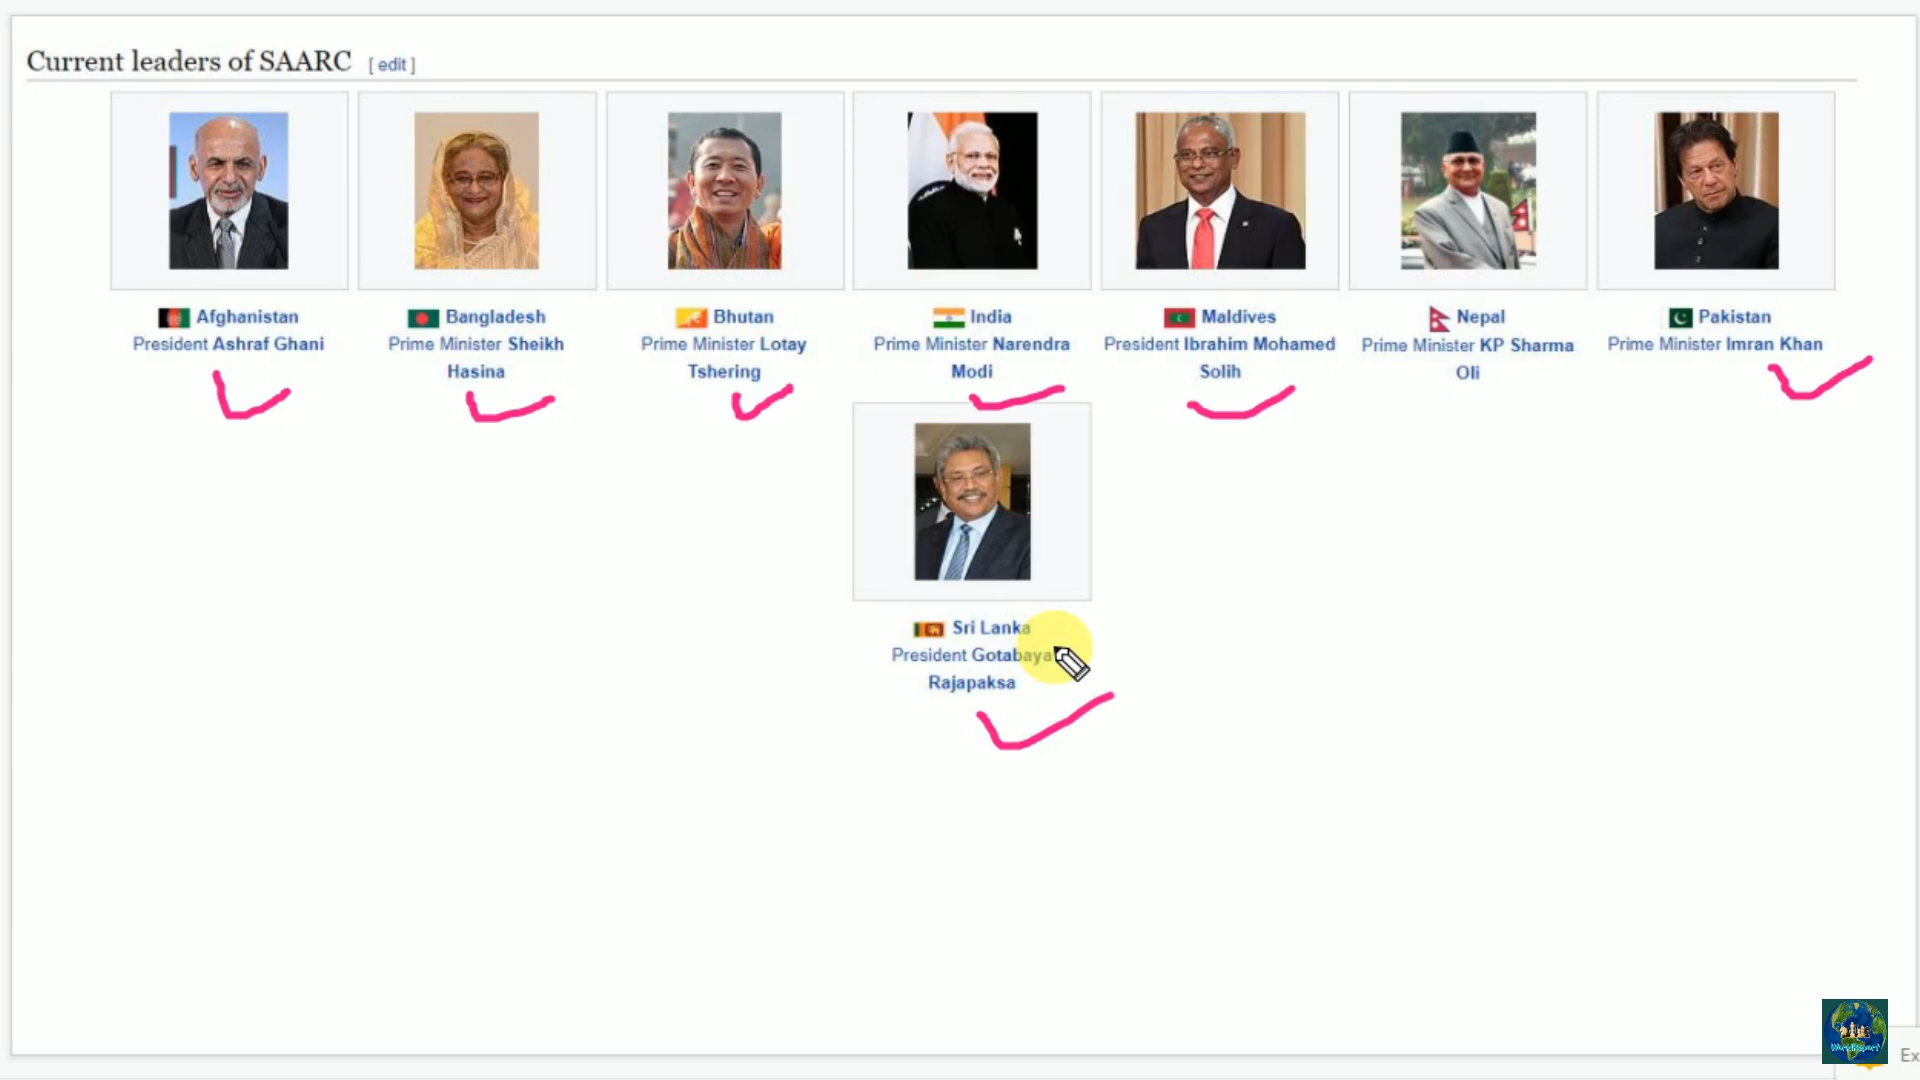 Current leaders of SAARC [ edit ]
Afghanistan
President Ashraf Ghani
Bangladesh
Prime Minister Sheikh
Hasina
Bhutan
Prime Minister Lotay
Tshering
India
Prime Minister Narendra
Modi
Maldives
President Ibrahim Mohamed
Solih
Nepal
Prime Minister KP Sharma
Oli
Pakistan
Prime Minister Imran Khan
Sri Lanka
President Gotabaya
Rajapaksa
WorldReport
Ex